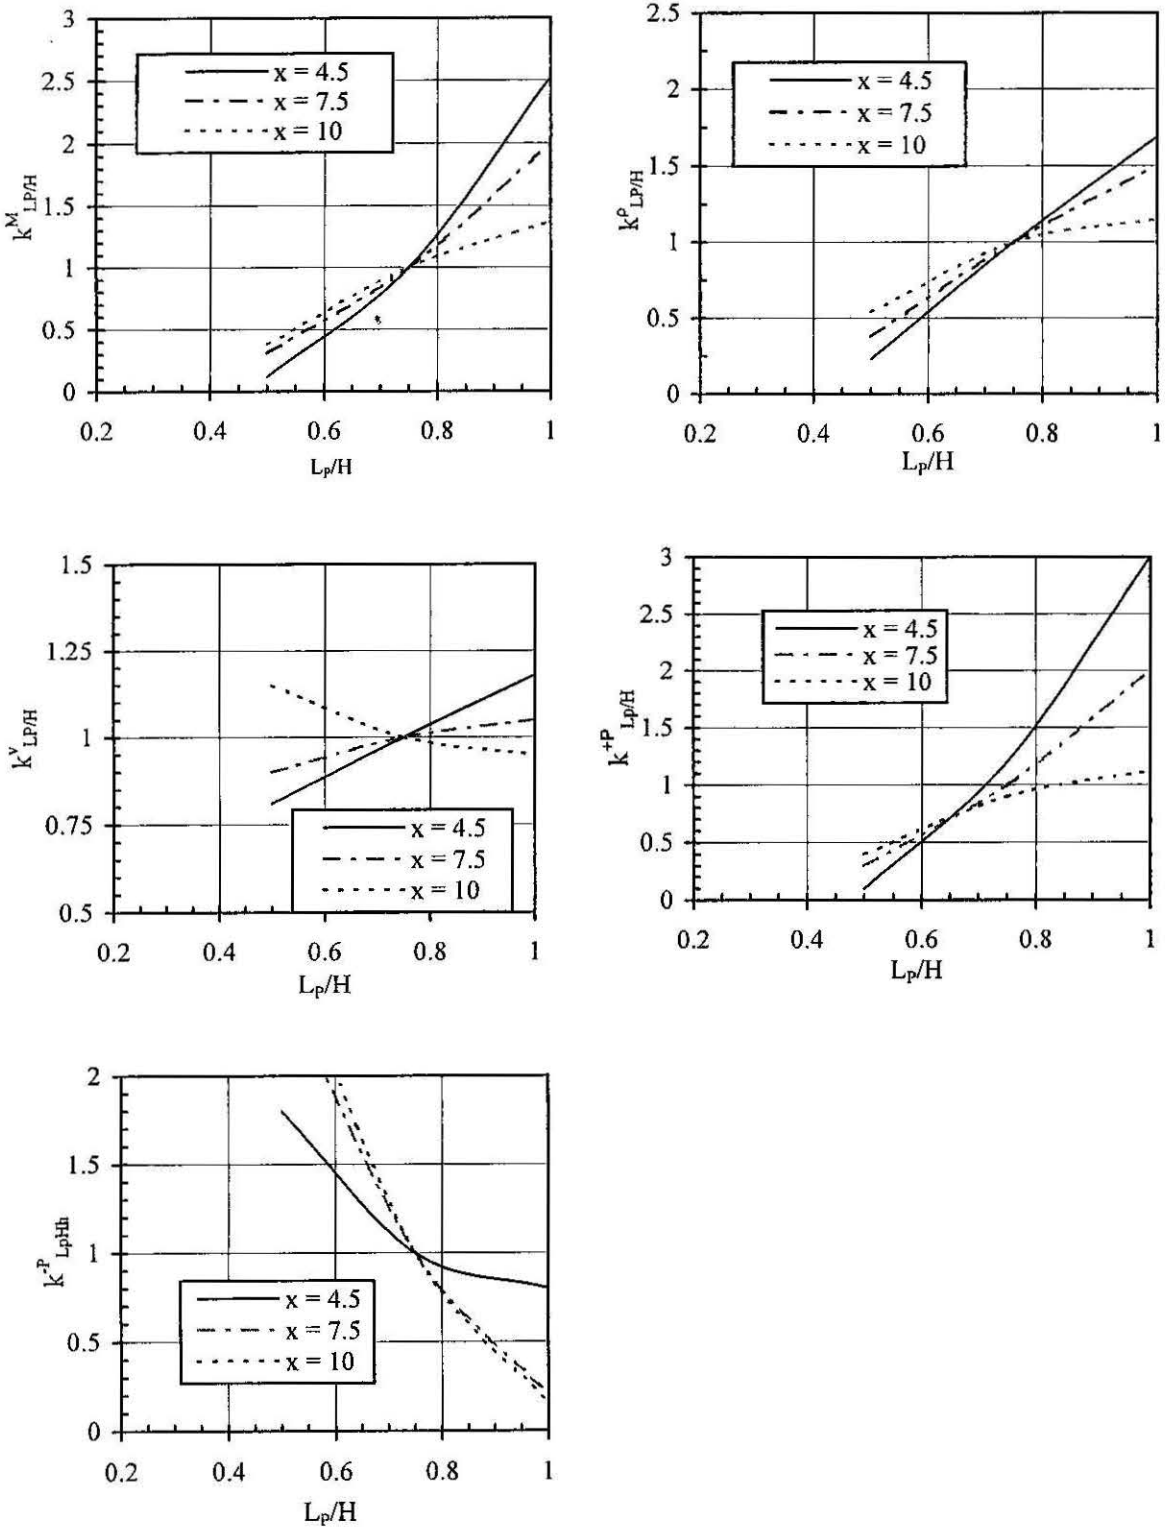 3
2.5
2
1.5
1
0.5
0
k^M_LP/H
x = 4.5
x = 7.5
x = 10
0.2 0.4 0.6 0.8 1
L_P/H
2.5
2
1.5
1
0.5
0
k^ρ_LP/H
x = 4.5
x = 7.5
x = 10
0.2 0.4 0.6 0.8 1
L_P/H
1.5
1.25
1
0.75
0.5
k^v_LP/H
x = 4.5
x = 7.5
x = 10
0.2 0.4 0.6 0.8 1
L_P/H
3
2.5
2
1.5
1
0.5
0
k^+P_Lp/H
x = 4.5
x = 7.5
x = 10
0.2 0.4 0.6 0.8 1
L_P/H
2
1.5
1
0.5
0
k^-P_LpHh
x = 4.5
x = 7.5
x = 10
0.2 0.4 0.6 0.8 1
L_P/H